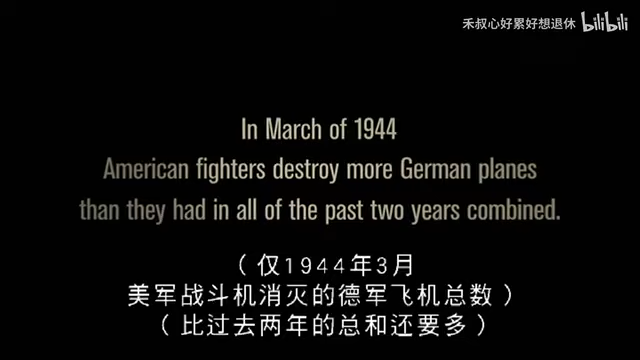 禾叔心好累好想退休 bilibili
In March of 1944
American fighters destroy more German planes
than they had in all of the past two years combined.
（仅1944年3月
美军战斗机消灭的德军飞机总数）
（比过去两年的总和还要多）